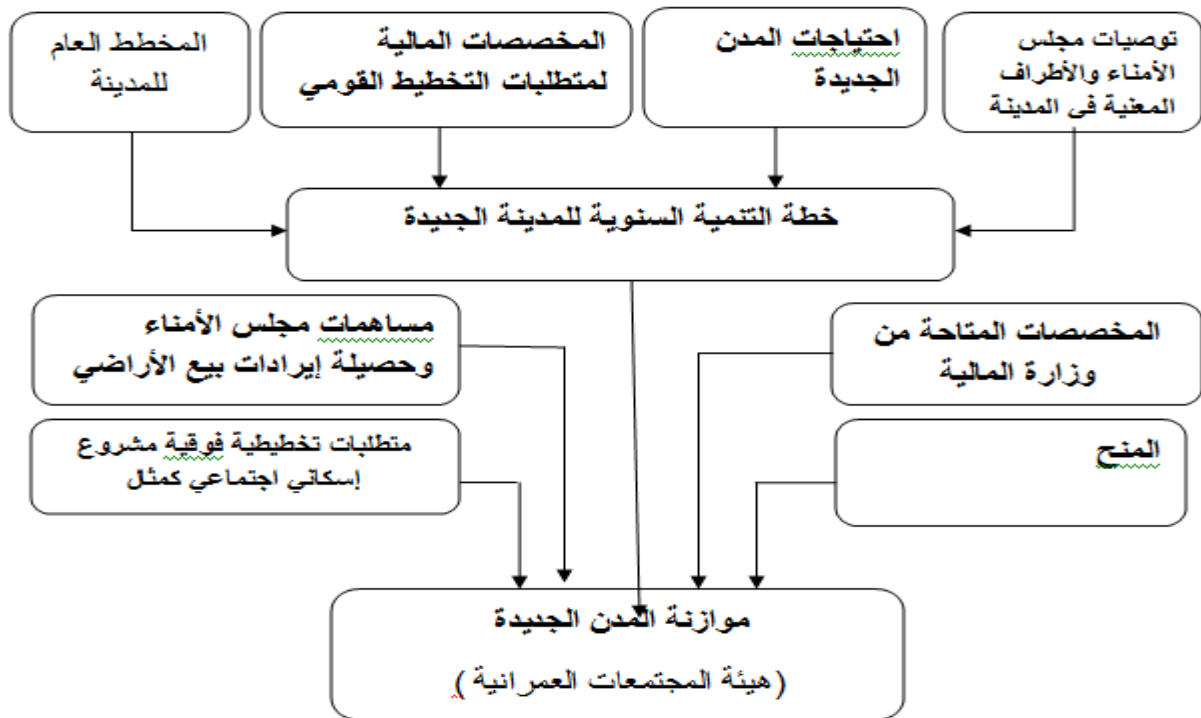 توصيات مجلس
الأمناء والأطراف
المعنية في المدينة
احتياجات المدن
الجديدة
المخصصات المالية
لمتطلبات التخطيط القومي
المخطط العام
للمدينة
خطة التنمية السنوية للمدينة الجديدة
المخصصات المتاحة من
وزارة المالية
مساهمات مجلس الأمناء
وحصيلة إيرادات بيع الأراضي
المنح
متطلبات تخطيطية فوقية مشروع
إسكاني اجتماعي كمثال
موازنة المدن الجديدة
(هيئة المجتمعات العمرانية )